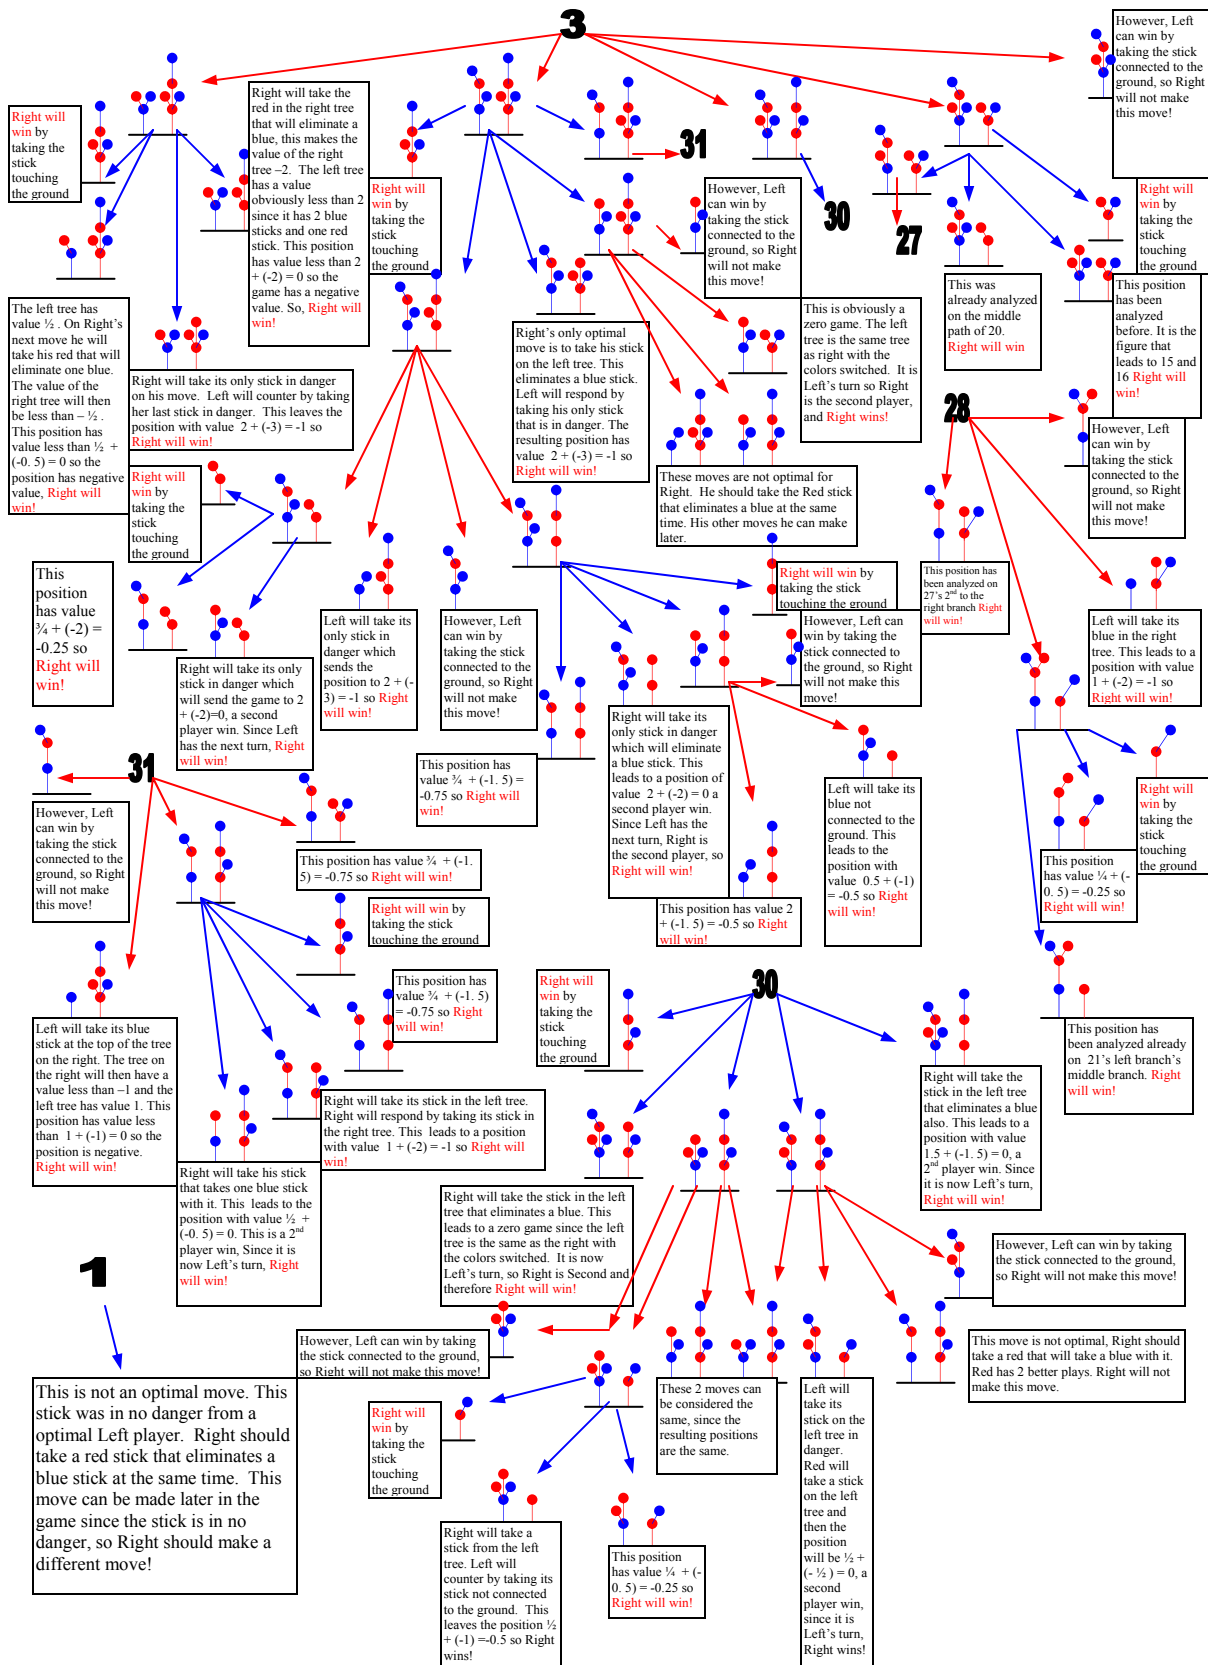 3
However, Left
can win by
taking the stick
connected to the
ground, so Right
will not make
this move!
Right will
win by
taking the
stick
touching
the ground
Right will take the
red in the right tree
that will eliminate a
blue, this makes the
value of the right
tree –2. The left tree
has a value
obviously less than 2
since it has 2 blue
sticks and one red
stick. This position
has value less than 2
+ (-2) = 0 so the
game has a negative
value. So, Right will
win!
Right will
win by
taking the
stick
touching
the ground
31
However, Left
can win by
taking the stick
connected to the
ground, so Right
will not make
this move!
30
27
Right will
win by
taking the
stick
touching
the ground
This was
already analyzed
on the middle
path of 20.
Right will win
This position
has been
analyzed
before. It is the
figure that
leads to 15 and
16 Right will
win!
The left tree has
value ½ . On Right's
next move he will
take his red that will
eliminate one blue.
The value of the
right tree will then
be less than – ½ .
This position has
value less than ½ +
(-0. 5) = 0 so the
position has negative
value, Right will
win!
Right will take its only stick in danger
on his move. Left will counter by taking
her last stick in danger. This leaves the
position with value 2 + (-3) = -1 so
Right will win!
Right's only optimal
move is to take his stick
on the left tree. This
eliminates a blue stick.
Left will respond by
taking his only stick
that is in danger. The
resulting position has
value 2 + (-3) = -1 so
Right will win!
This is obviously a
zero game. The left
tree is the same tree
as right with the
colors switched. It is
Left's turn so Right
is the second player,
and Right wins!
28
However, Left
can win by
taking the stick
connected to the
ground, so Right
will not make
this move!
Right will
win by
taking the
stick
touching
the ground
These moves are not optimal for
Right. He should take the Red stick
that eliminates a blue at the same
time. His other moves he can make
later.
This
position
has value
¾ + (-2) =
-0.25 so
Right will
win!
Right will take its only
stick in danger which
will send the game to 2
+ (-2)=0, a second
player win. Since Left
has the next turn, Right
will win!
Left will take its
only stick in
danger which
sends the
position to 2 + (-
3) = -1 so Right
will win!
However, Left
can win by
taking the stick
connected to the
ground, so Right
will not make
this move!
Right will win by
taking the stick
touching the ground
However, Left can
win by taking the
stick connected to the
ground, so Right
will not make this
move!
This position has
been analyzed on
27's 2nd to the
right branch Right
will win!
Left will take its
blue in the right
tree. This leads to a
position with value
1 + (-2) = -1 so
Right will win!
31
However, Left
can win by
taking the stick
connected to the
ground, so Right
will not make
this move!
This position has
value ¾ + (-1. 5) =
-0.75 so Right will
win!
Right will take its
only stick in danger
which will eliminate
a blue stick. This
leads to a position of
value 2 + (-2) = 0 a
second player win.
Since Left has the
next turn, Right is
the second player, so
Right will win!
Left will take its
blue not
connected to the
ground. This
leads to the
position with
value 0.5 + (-1)
= -0.5 so Right
will win!
Right will
win by
taking the
stick
touching
the ground
This position has value ¾ + (-1.
5) = -0.75 so Right will win!
This position
has value ¼ + (-
0. 5) = -0.25 so
Right will win!
Right will win by
taking the stick
touching the ground
This position has value 2
+ (-1. 5) = -0.5 so Right
will win!
This position has
value ¾ + (-1. 5)
= -0.75 so Right
will win!
Right will
win by
taking the
stick
touching
the ground
30
Left will take its blue
stick at the top of the tree
on the right. The tree on
the right will then have a
value less than –1 and the
left tree has value 1. This
position has value less
than 1 + (-1) = 0 so the
position is negative.
Right will win!
This position has
been analyzed already
on 21's left branch's
middle branch. Right
will win!
Right will take its stick in the left tree.
Right will respond by taking its stick in
the right tree. This leads to a position
with value 1 + (-2) = -1 so Right will
win!
Right will take the
stick in the left tree
that eliminates a blue
also. This leads to a
position with value
1.5 + (-1. 5) = 0, a
2nd player win. Since
it is now Left's turn,
Right will win!
Right will take his stick
that takes one blue stick
with it. This leads to the
position with value ½ +
(-0. 5) = 0. This is a 2nd
player win, Since it is
now Left's turn, Right
will win!
Right will take the stick in the left
tree that eliminates a blue. This
leads to a zero game since the left
tree is the same as the right with
the colors switched. It is now
Left's turn, so Right is Second and
therefore Right will win!
However, Left can win by taking
the stick connected to the ground,
so Right will not make this move!
1
However, Left can win by taking
the stick connected to the ground,
so Right will not make this move!
This move is not optimal, Right should
take a red that will take a blue with it.
Red has 2 better plays. Right will not
make this move.
This is not an optimal move. This
stick was in no danger from a
optimal Left player. Right should
take a red stick that eliminates a
blue stick at the same time. This
move can be made later in the
game since the stick is in no
danger, so Right should make a
different move!
Right will
win by
taking the
stick
touching
the ground
These 2 moves can
be considered the
same, since the
resulting positions
are the same.
Left will
take its
stick on the
left tree in
danger.
Red will
take a stick
on the left
tree and
then the
position
will be ½ +
(- ½ ) = 0, a
second
player win,
since it is
Left's turn,
Right wins!
Right will take a
stick from the left
tree. Left will
counter by taking its
stick not connected
to the ground. This
leaves the position ½
+ (-1) =-0.5 so Right
wins!
This position
has value ¼ + (-
0. 5) = -0.25 so
Right will win!